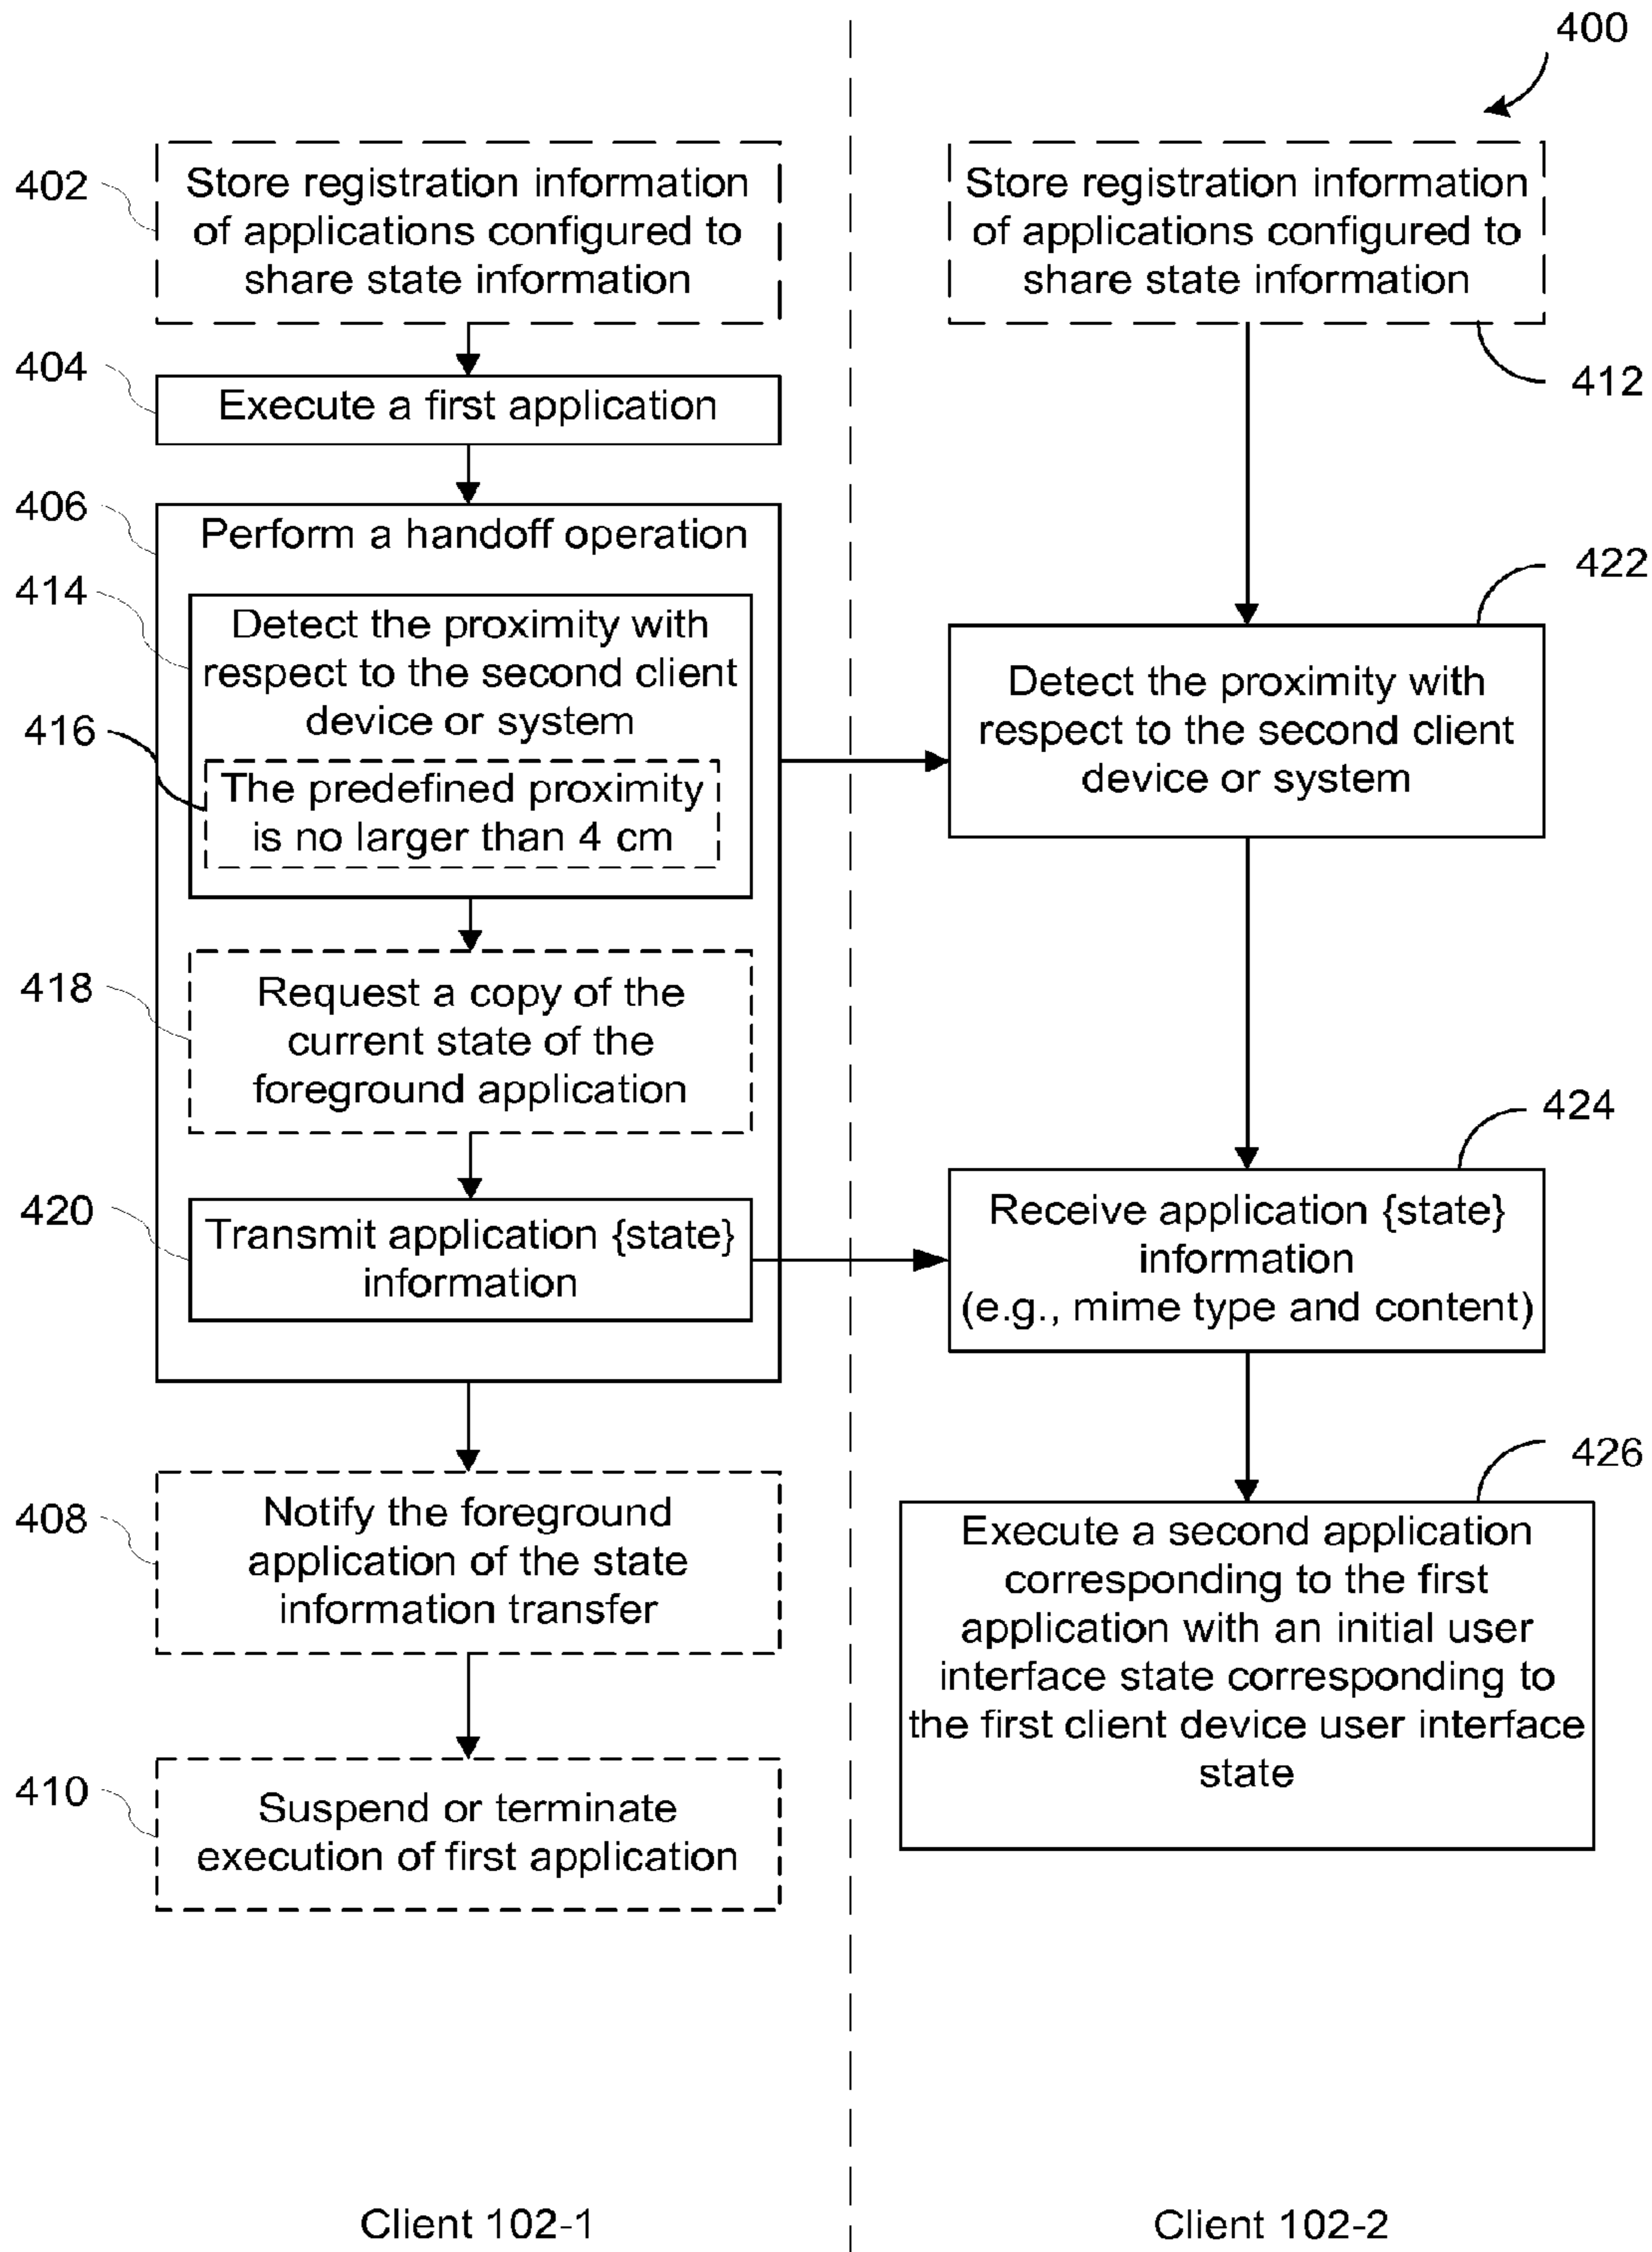 400
402
Store registration information
of applications configured to
share state information
404
Execute a first application
406
Perform a handoff operation
414
Detect the proximity with
respect to the second client
device or system
416
The predefined proximity
is no larger than 4 cm
418
Request a copy of the
current state of the
foreground application
420
Transmit application {state}
information
408
Notify the foreground
application of the state
information transfer
410
Suspend or terminate
execution of first application
Client 102-1
Store registration information
of applications configured to
share state information
412
422
Detect the proximity with
respect to the second client
device or system
424
Receive application {state}
information
(e.g., mime type and content)
426
Execute a second application
corresponding to the first
application with an initial user
interface state corresponding to
the first client device user interface
state
Client 102-2